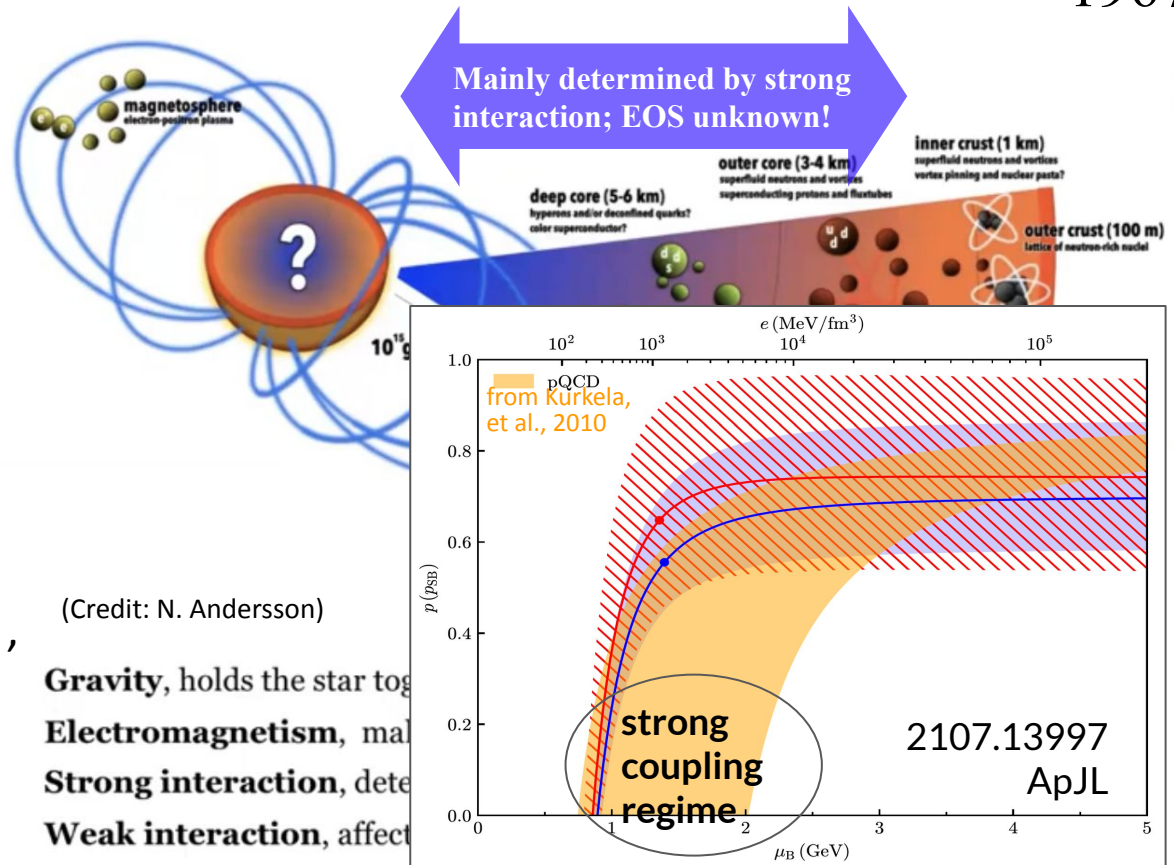 Mainly determined by strong
interaction; EOS unknown!
magnetosphere
electron-positron plasma
e
e
?
deep core (5-6 km)
hyperons and/or deconfined quarks?
color superconductor?
outer core (3-4 km)
superfluid neutrons and vortices
superconducting protons and fluxtubes
inner crust (1 km)
superfluid neutrons and vortices
vortex pinning and nuclear pasta?
outer crust (100 m)
lattice of neutron-rich nuclei
d d
s
u d
d
10¹⁵g
e (MeV/fm³)
10² 10³ 10⁴ 10⁵
pQCD
from Kurkela,
et al., 2010
1.0
0.8
0.6
0.4
0.2
0.0
p (pSB)
strong
coupling
regime
2107.13997
ApJL
0 1 2 3 4 5
μB (GeV)
(Credit: N. Andersson)
,
Gravity, holds the star tog
Electromagnetism, mal
Strong interaction, dete
Weak interaction, affect